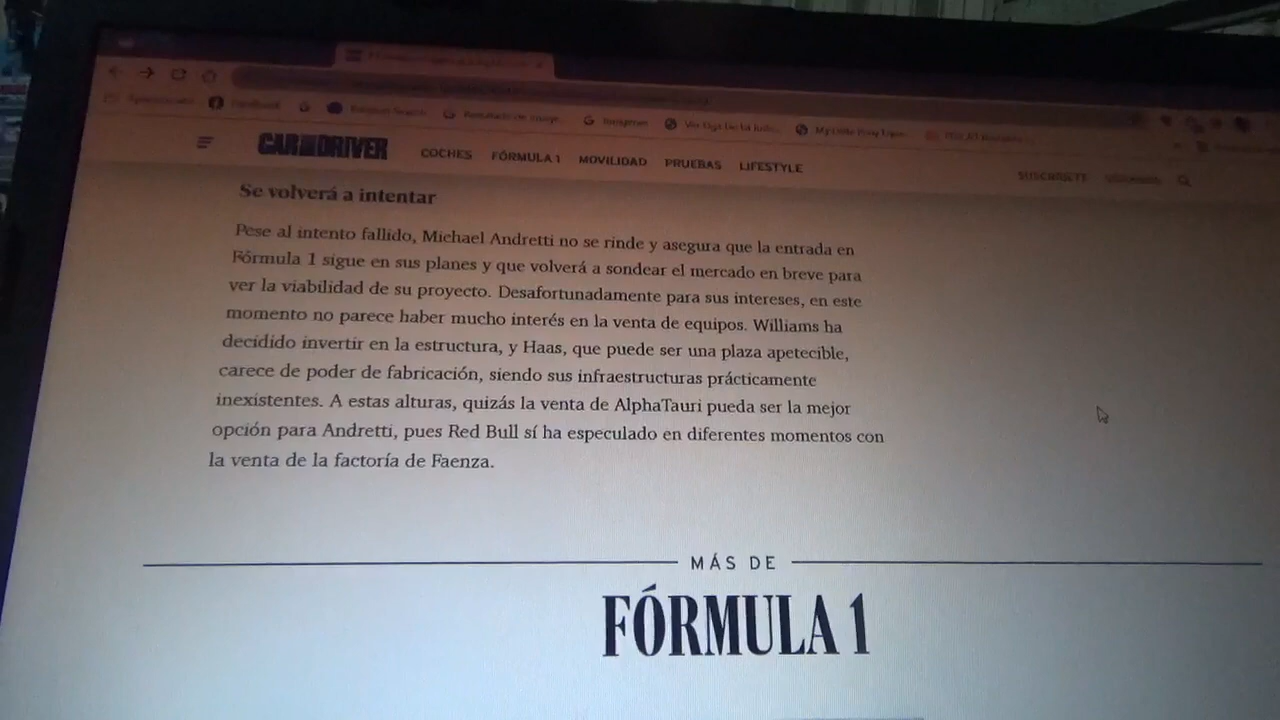 Facebook
Instagram
CAR AND DRIVER
COCHES FÓRMULA 1 MOVILIDAD PRUEBAS LIFESTYLE
SUSCRÍBETE
Se volverá a intentar
Pese al intento fallido, Michael Andretti no se rinde y asegura que la entrada en
Fórmula 1 sigue en sus planes y que volverá a sondear el mercado en breve para
ver la viabilidad de su proyecto. Desafortunadamente para sus intereses, en este
momento no parece haber mucho interés en la venta de equipos. Williams ha
decidido invertir en la estructura, y Haas, que puede ser una plaza apetecible,
carece de poder de fabricación, siendo sus infraestructuras prácticamente
inexistentes. A estas alturas, quizás la venta de AlphaTauri pueda ser la mejor
opción para Andretti, pues Red Bull sí ha especulado en diferentes momentos con
la venta de la factoría de Faenza.
MÁS DE
FÓRMULA 1